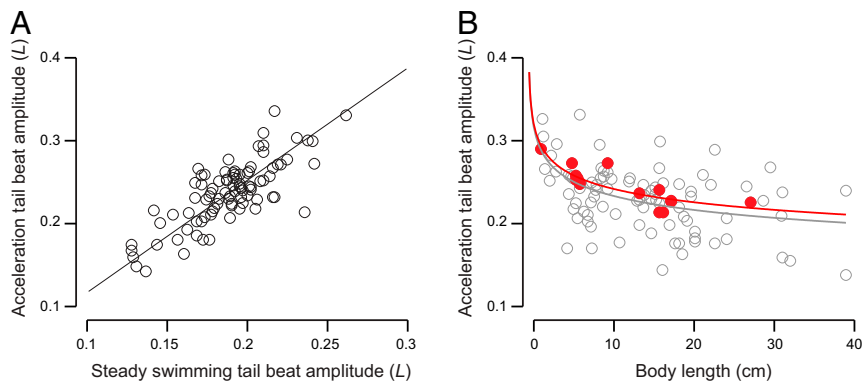 A
Acceleration tail beat amplitude (L)
0.4
0.3
0.2
0.1
0.1 0.15 0.2 0.25 0.3
Steady swimming tail beat amplitude (L)
B
Acceleration tail beat amplitude (L)
0.4
0.3
0.2
0.1
0 10 20 30 40
Body length (cm)